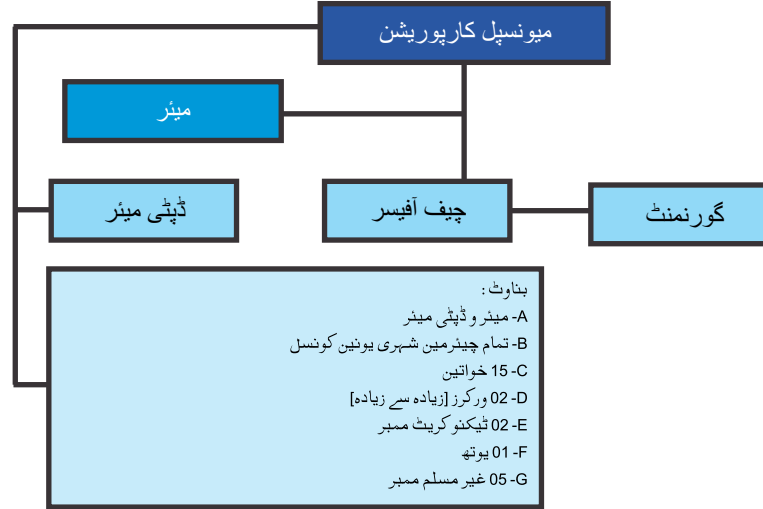 میونسپل کارپوریشن
میئر
ڈپٹی میئر
چیف آفیسر
گورنمنٹ
بناوٹ :
A- میئر و ڈپٹی میئر
B- تمام چیئرمین شہری یونین کونسل
C- 15 خواتین
D- 02 ورکرز [زیادہ سے زیادہ]
E- 02 ٹیکنو کریٹ ممبر
F- 01 یوتھ
G- 05 غیر مسلم ممبر